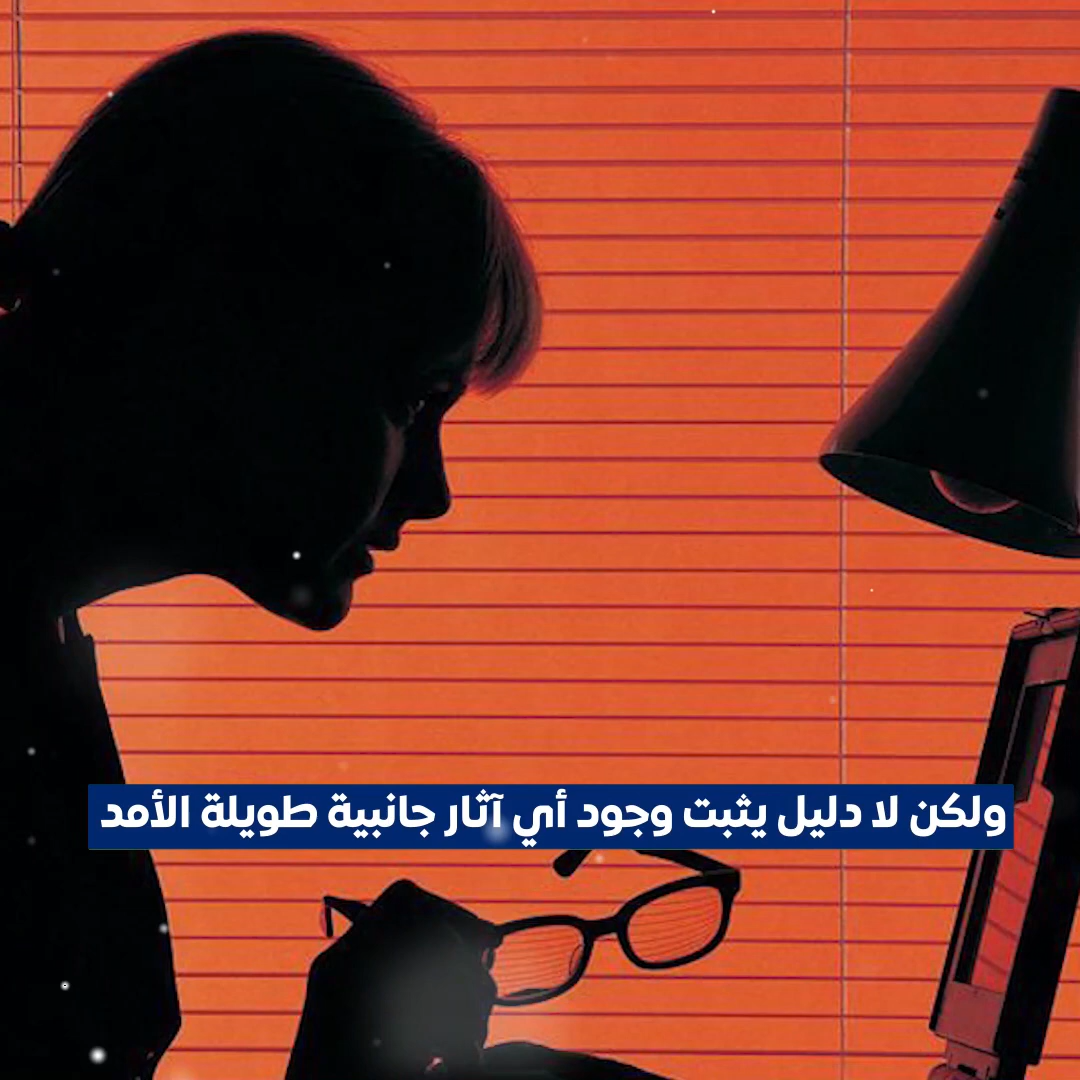 ولكن لا دليل يثبت وجود أي آثار جانبية طويلة الأمد